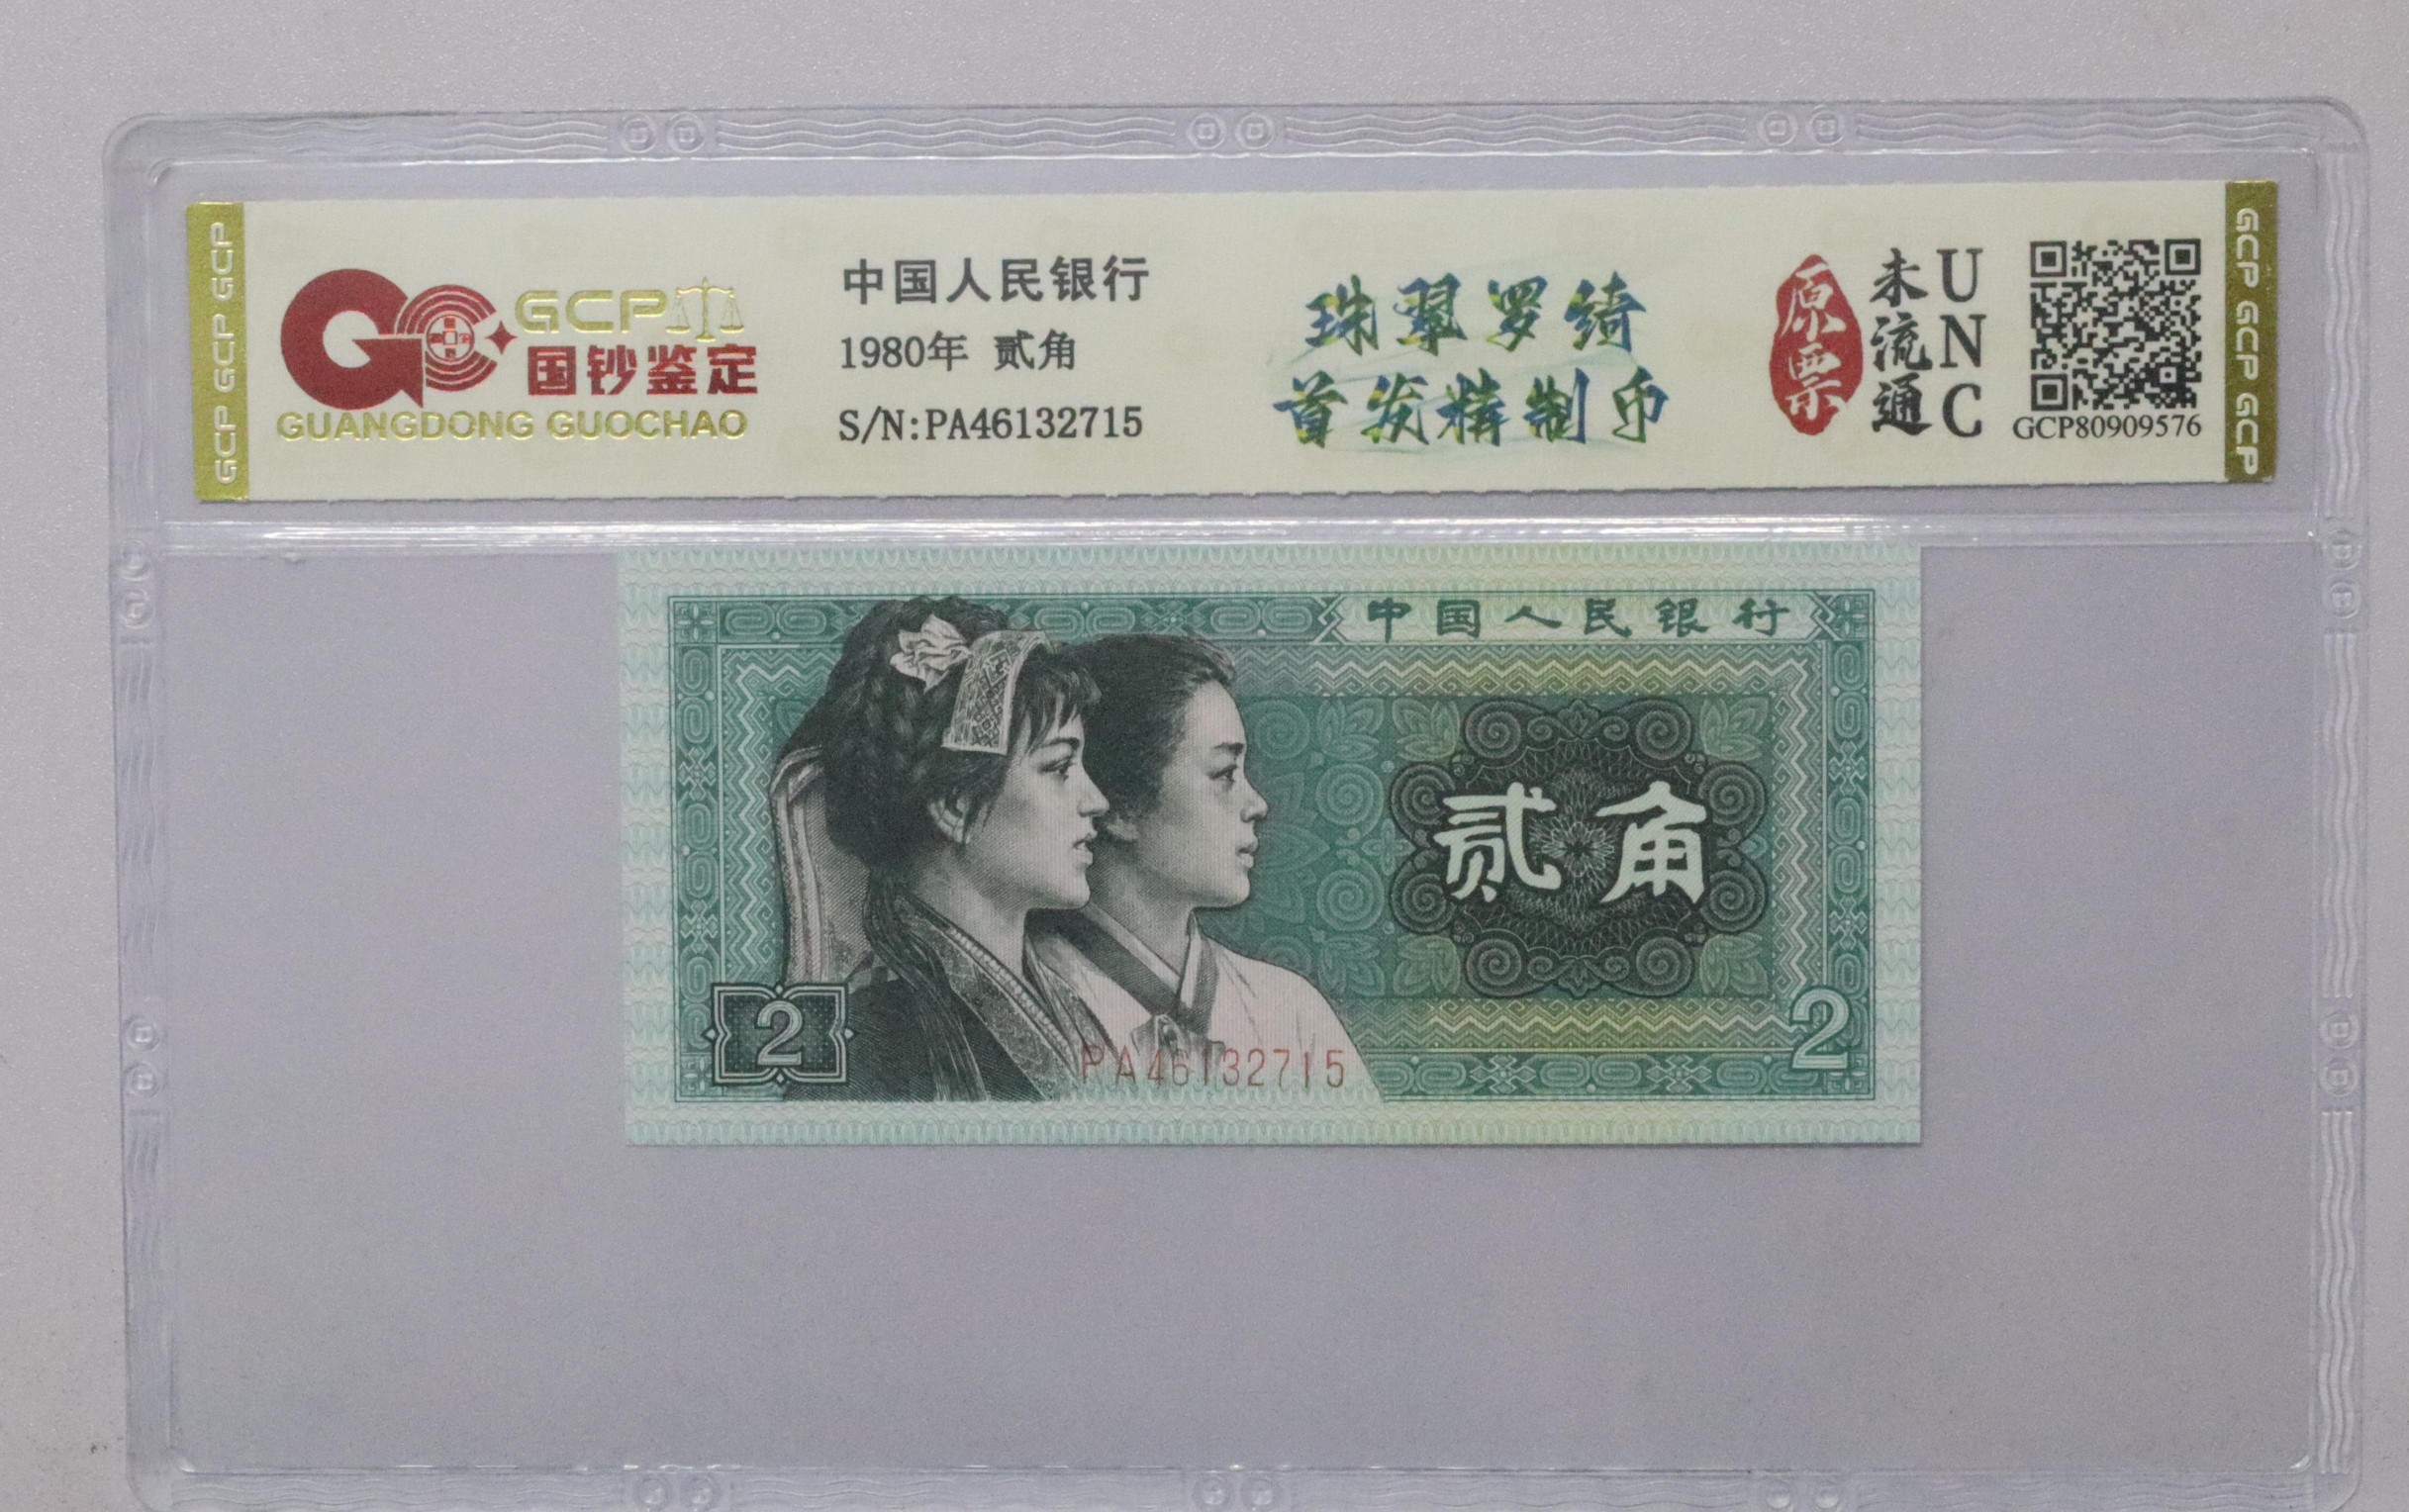 GCP GCP GCP
GCP
国钞鉴定
GUANGDONG GUOCHAO
中国人民银行
1980年 贰角
S/N:PA46132715
珠翠罗绮
首发精制币
原票
未流通
UNC
GCP80909576
GCP GCP GCP
中国人民银行
贰角
2
PA46132715
2